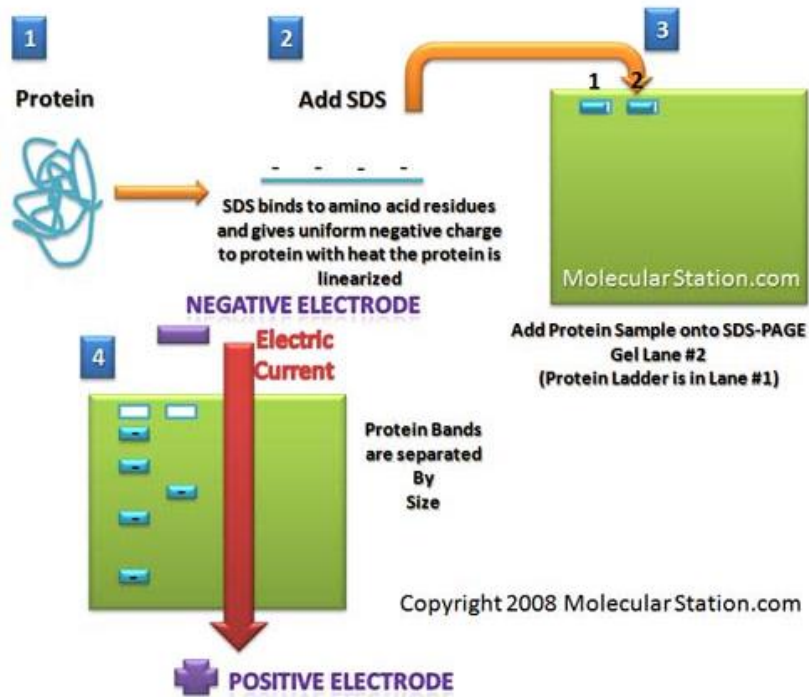 1
Protein
2
Add SDS
- - - -
SDS binds to amino acid residues
and gives uniform negative charge
to protein with heat the protein is
linearized
3
1 2
MolecularStation.com
Add Protein Sample onto SDS-PAGE
Gel Lane #2
(Protein Ladder is in Lane #1)
4
NEGATIVE ELECTRODE
Electric
Current
Protein Bands
are separated
By
Size
POSITIVE ELECTRODE
Copyright 2008 MolecularStation.com